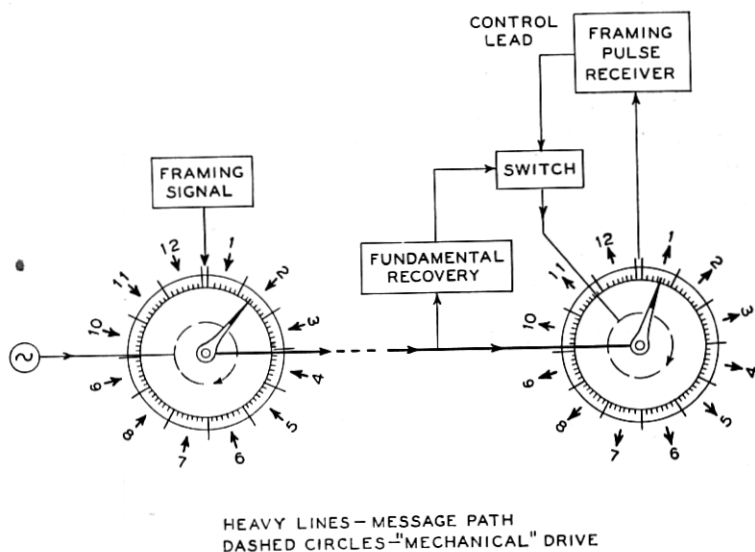 CONTROL
LEAD
FRAMING
PULSE
RECEIVER
FRAMING
SIGNAL
SWITCH
FUNDAMENTAL
RECOVERY
12
1
2
3
4
5
6
7
8
9
10
11
~
12
1
2
3
4
5
6
7
8
9
10
11
HEAVY LINES—MESSAGE PATH
DASHED CIRCLES—"MECHANICAL" DRIVE